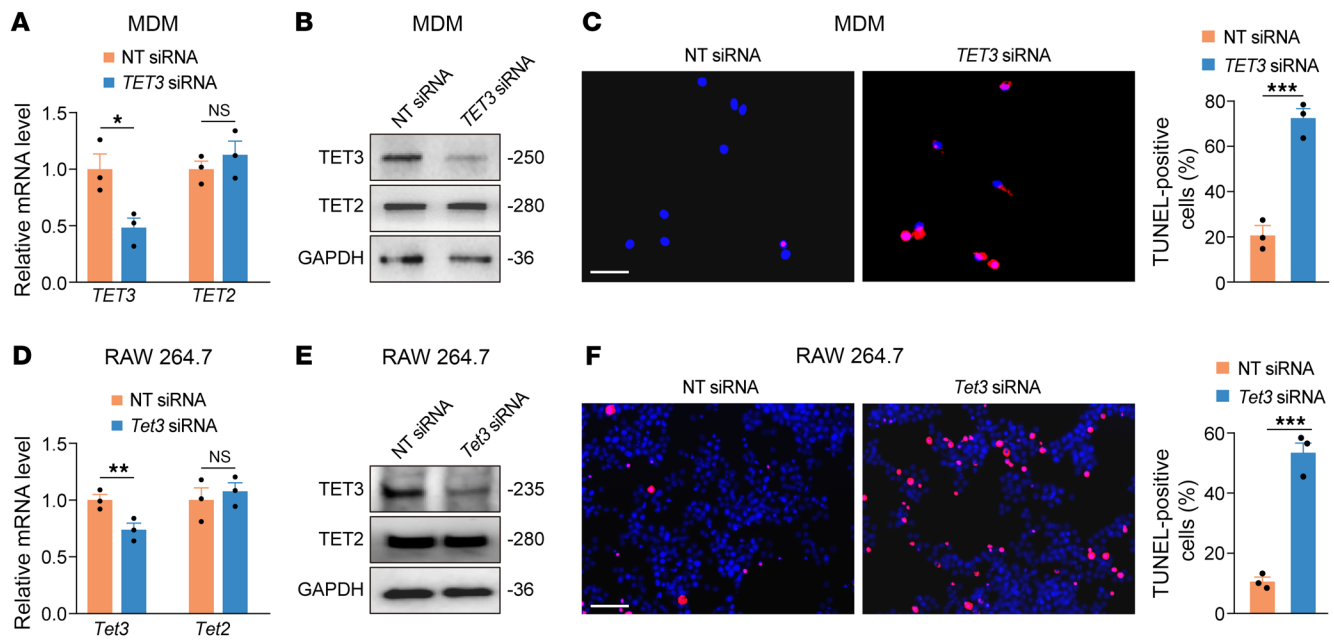 A
MDM
NT siRNA
TET3 siRNA
Relative mRNA level
1.5
1.0
0.5
0.0
*
NS
TET3
TET2
B
MDM
NT siRNA
TET3 siRNA
TET3
-250
TET2
-280
GAPDH
-36
C
MDM
NT siRNA
TET3 siRNA
NT siRNA
TET3 siRNA
TUNEL-positive
cells (%)
80
60
40
20
0
***
D
RAW 264.7
NT siRNA
Tet3 siRNA
Relative mRNA level
1.5
1.0
0.5
0.0
**
NS
Tet3
Tet2
E
RAW 264.7
NT siRNA
Tet3 siRNA
TET3
-235
TET2
-280
GAPDH
-36
F
RAW 264.7
NT siRNA
Tet3 siRNA
NT siRNA
Tet3 siRNA
TUNEL-positive
cells (%)
60
40
20
0
***